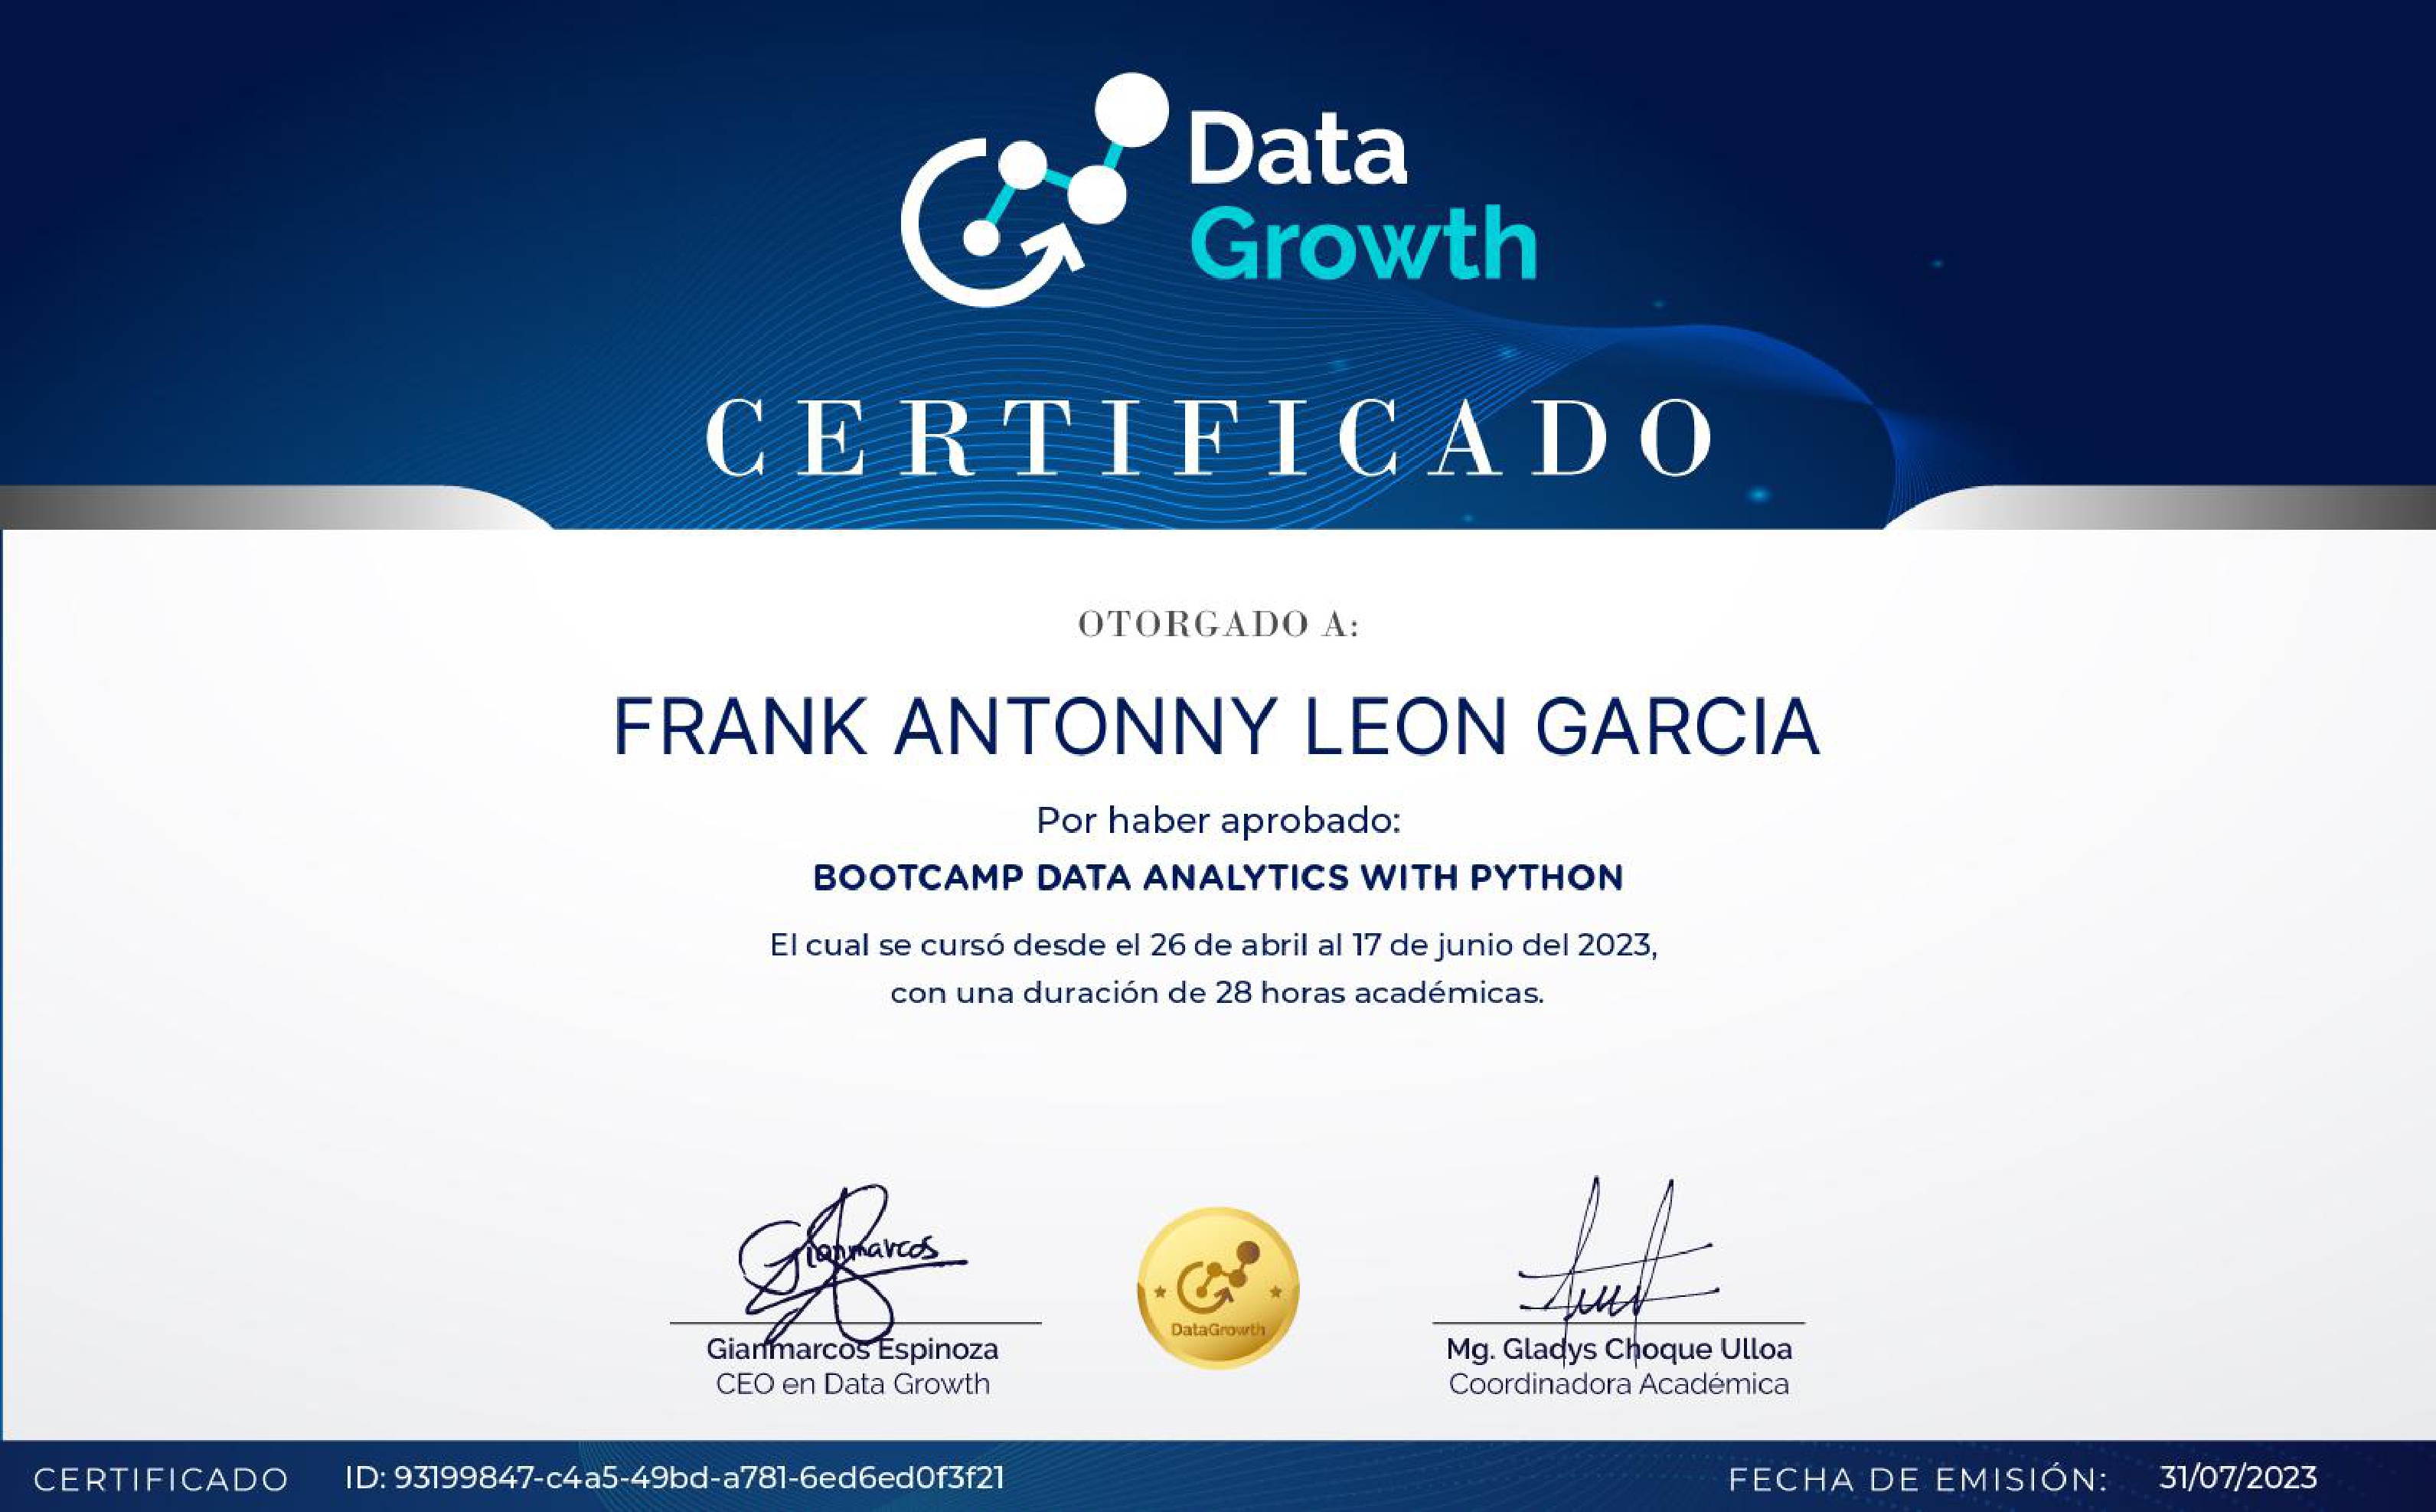 Data
Growth
CERTIFICADO
OTORGADO A:
FRANK ANTONNY LEON GARCIA
Por haber aprobado:
BOOTCAMP DATA ANALYTICS WITH PYTHON
El cual se cursó desde el 26 de abril al 17 de junio del 2023,
con una duración de 28 horas académicas.
Gianmarcos
Gianmarcos Espinoza
CEO en Data Growth
DataGrowth
Mg. Gladys Choque Ulloa
Coordinadora Académica
CERTIFICADO ID: 93199847-c4a5-49bd-a781-6ed6ed0f3f21
FECHA DE EMISIÓN: 31/07/2023